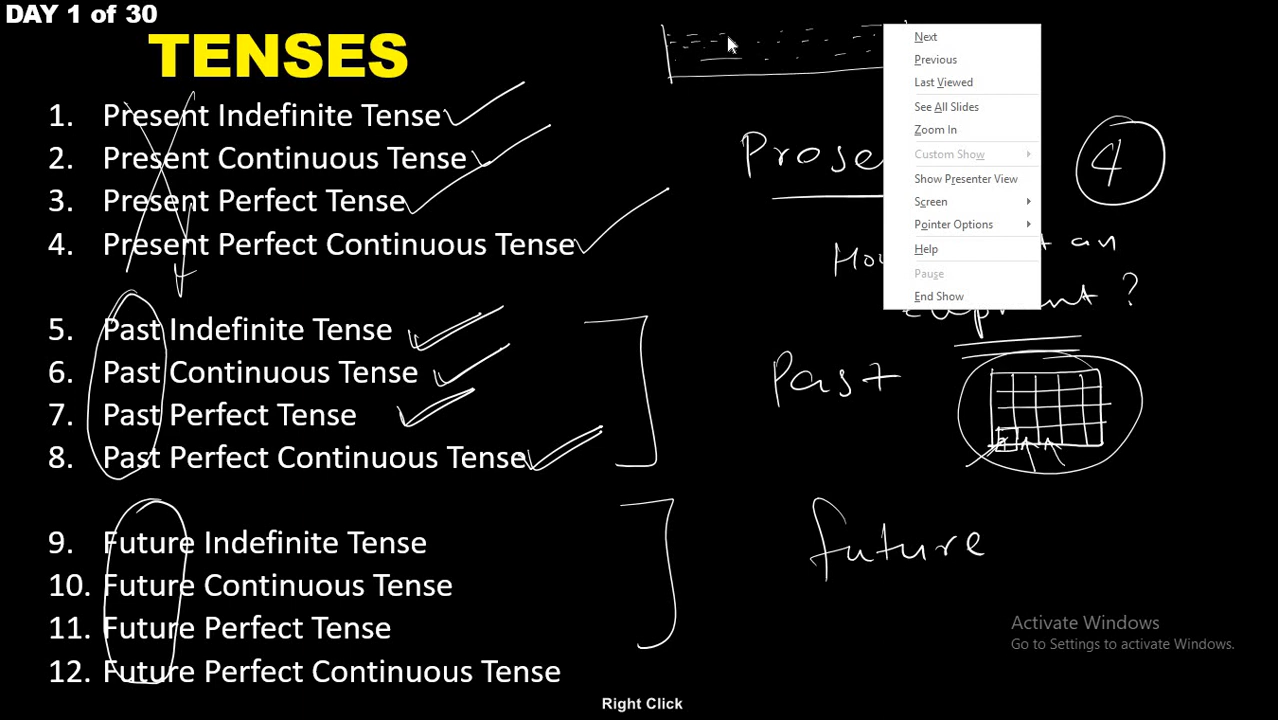 DAY 1 of 30
TENSES
1. Present Indefinite Tense
2. Present Continuous Tense
3. Present Perfect Tense
4. Present Perfect Continuous Tense
5. Past Indefinite Tense
6. Past Continuous Tense
7. Past Perfect Tense
8. Past Perfect Continuous Tense
9. Future Indefinite Tense
10. Future Continuous Tense
11. Future Perfect Tense
12. Future Perfect Continuous Tense
Next
Previous
Last Viewed
See All Slides
Zoom In
Custom Show
Show Presenter View
Screen
Pointer Options
Help
Pause
End Show
4
an
?
Past
future
Activate Windows
Go to Settings to activate Windows.
Right Click